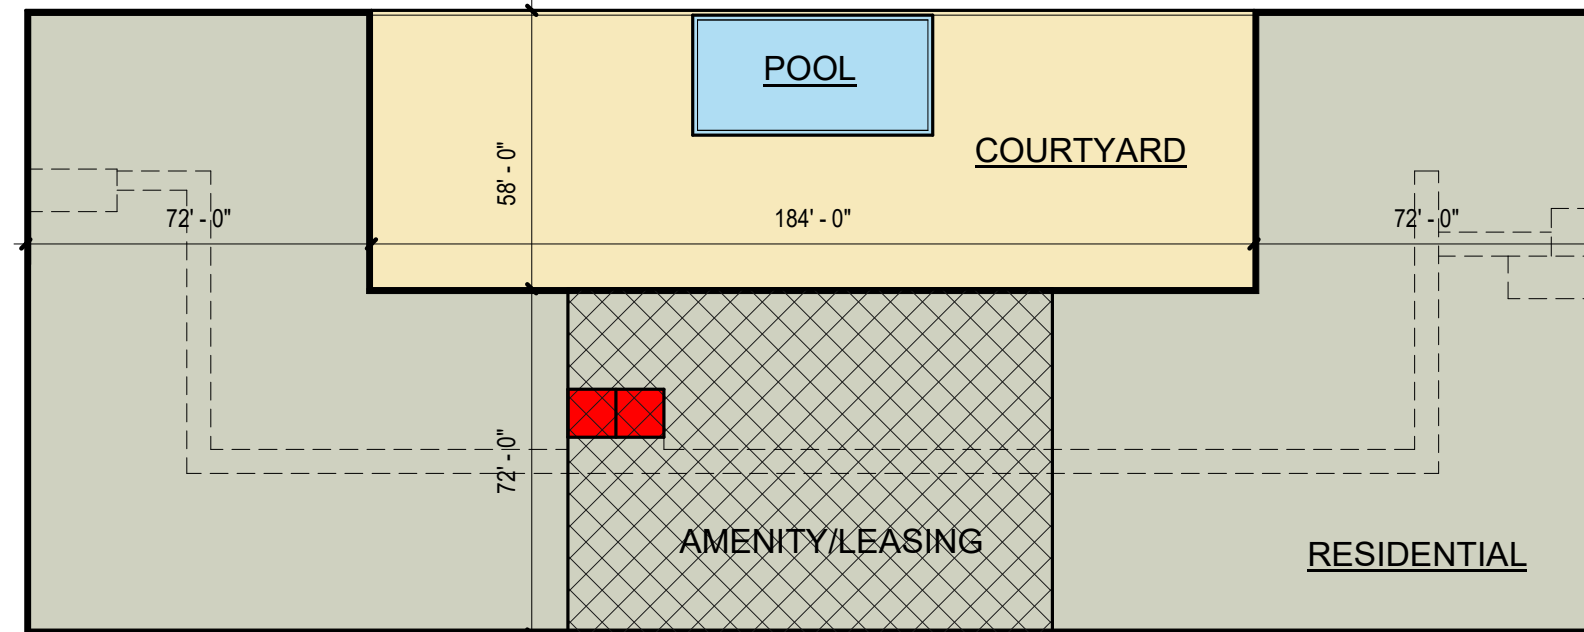 POOL
COURTYARD
58' - 0"
72' - 0"
184' - 0"
72' - 0"
72' - 0"
AMENITY/LEASING
RESIDENTIAL